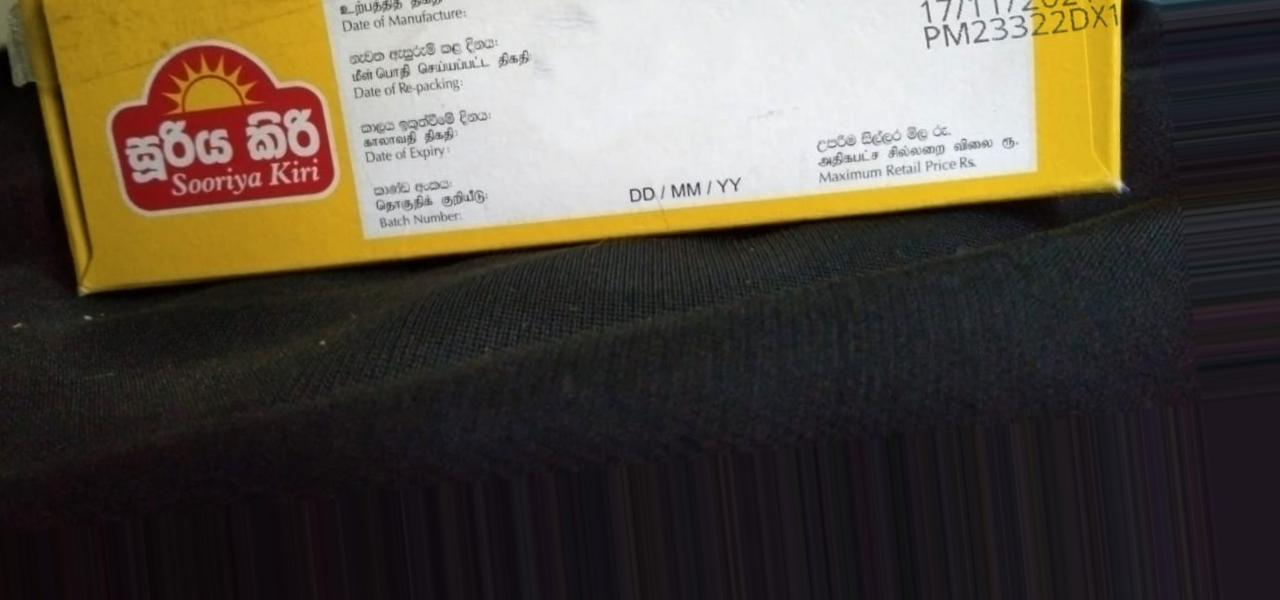 Date of Manufacture:
නැවත ඇසුරුම් කළ දිනය:
மீள் பொதி செய்யப்பட்ட திகதி
Date of Re-packing:
කාලය ඉකුත්වීමේ දිනය:
காலாவதி திகதி:
Date of Expiry:
කාණ්ඩ අංකය:
தொகுதிக் குறியீடு:
Batch Number:
DD / MM / YY
PM23322DX1
උපරිම සිල්ලර මිල රු.
அதிகபட்ச சில்லறை விலை ரூ.
Maximum Retail Price Rs.
සූරිය කිරි
Sooriya Kiri